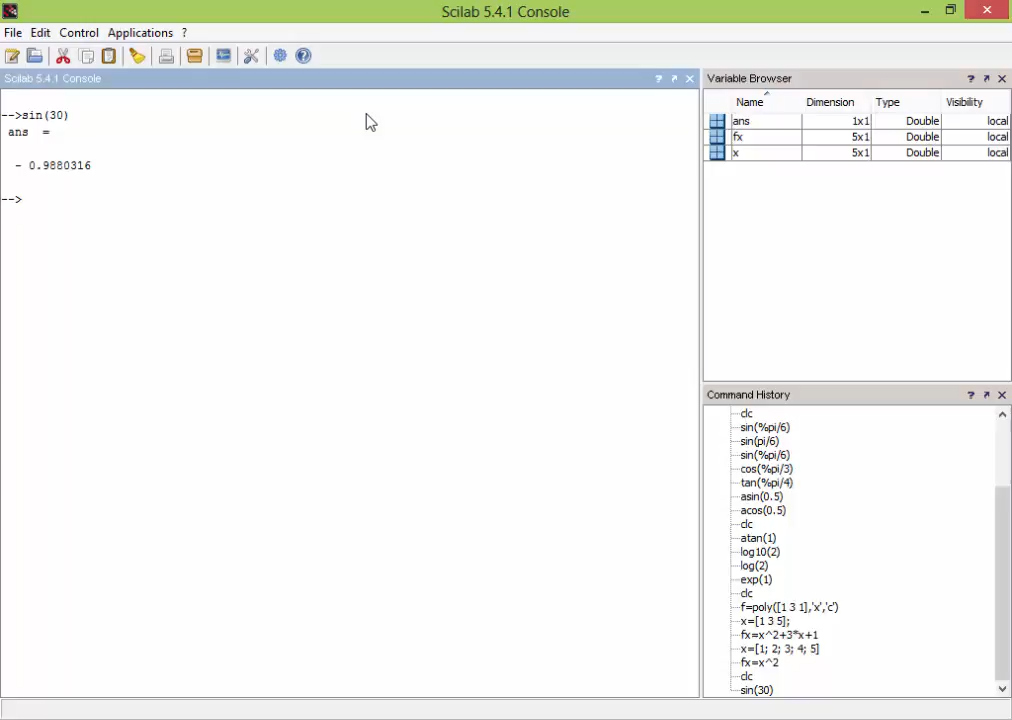 Scilab 5.4.1 Console
File Edit Control Applications ?
Scilab 5.4.1 Console
-->sin(30)
ans =
- 0.9880316
-->
Variable Browser
Name Dimension Type Visibility
ans 1x1 Double local
fx 5x1 Double local
x 5x1 Double local
Command History
clc
sin(%pi/6)
sin(pi/6)
sin(%pi/6)
cos(%pi/3)
tan(%pi/4)
asin(0.5)
acos(0.5)
clc
atan(1)
log10(2)
log(2)
exp(1)
clc
f=poly([1 3 1],'x','c')
x=[1 3 5];
fx=x^2+3*x+1
x=[1; 2; 3; 4; 5]
fx=x^2
clc
sin(30)